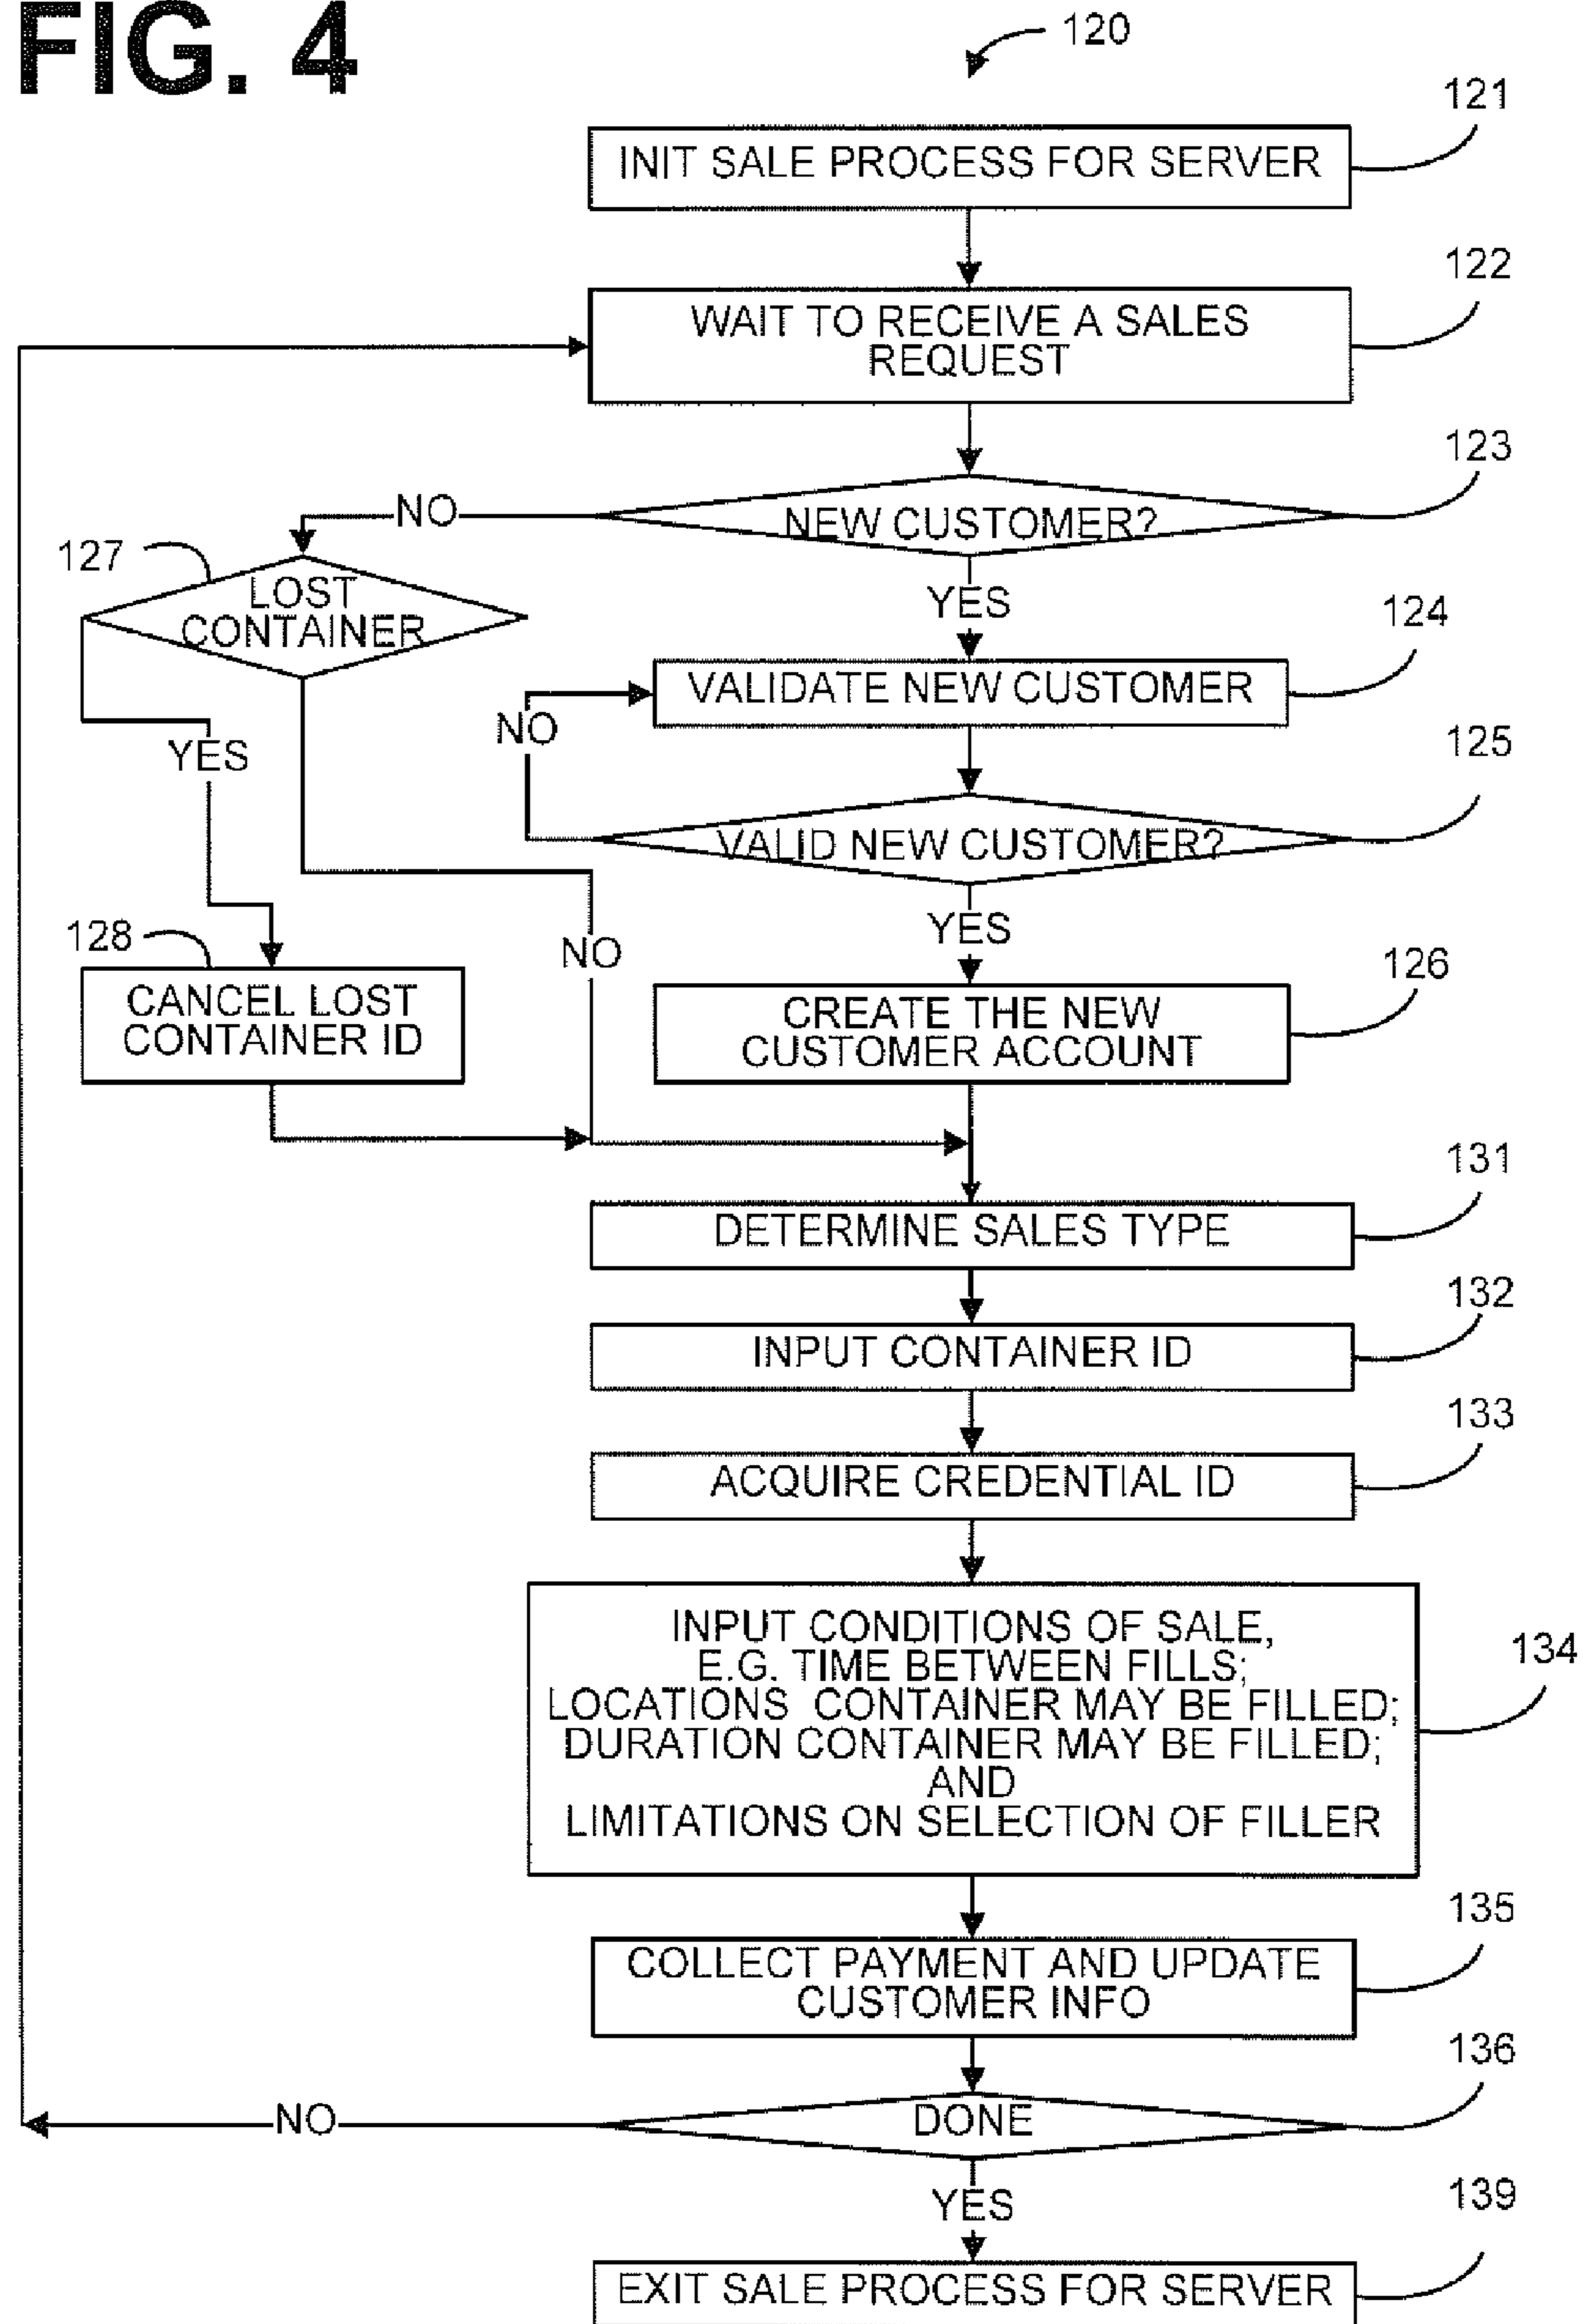 FIG. 4
120
121
INIT SALE PROCESS FOR SERVER
122
WAIT TO RECEIVE A SALES
REQUEST
123
NEW CUSTOMER?
NO
127
LOST
CONTAINER
YES
124
VALIDATE NEW CUSTOMER
NO
YES
125
VALID NEW CUSTOMER?
YES
NO
128
CANCEL LOST
CONTAINER ID
126
CREATE THE NEW
CUSTOMER ACCOUNT
131
DETERMINE SALES TYPE
132
INPUT CONTAINER ID
133
ACQUIRE CREDENTIAL ID
134
INPUT CONDITIONS OF SALE,
E.G. TIME BETWEEN FILLS;
LOCATIONS CONTAINER MAY BE FILLED;
DURATION CONTAINER MAY BE FILLED;
AND
LIMITATIONS ON SELECTION OF FILLER
135
COLLECT PAYMENT AND UPDATE
CUSTOMER INFO
136
DONE
NO
YES
139
EXIT SALE PROCESS FOR SERVER